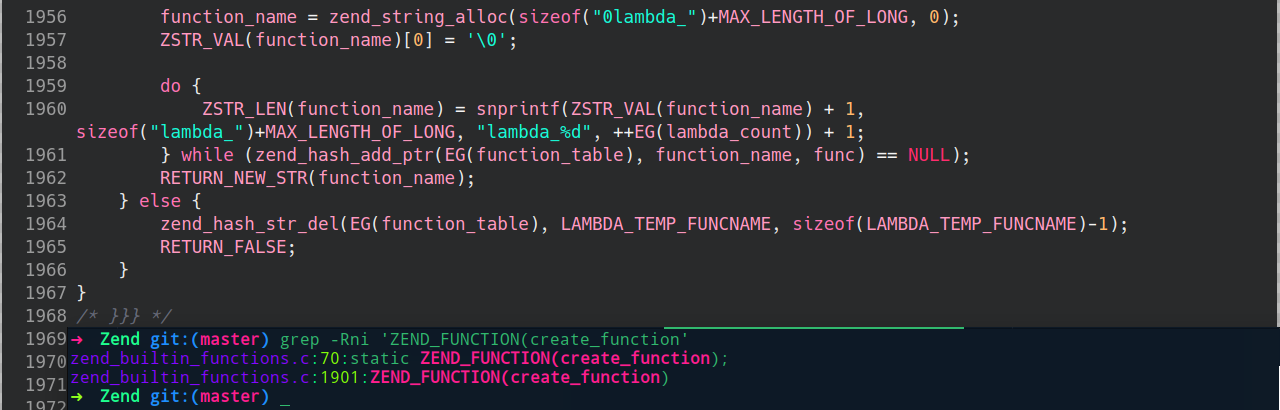 1956 function_name = zend_string_alloc(sizeof("0lambda_")+MAX_LENGTH_OF_LONG, 0);
1957 ZSTR_VAL(function_name)[0] = '\0';
1958
1959 do {
1960 ZSTR_LEN(function_name) = snprintf(ZSTR_VAL(function_name) + 1,
sizeof("lambda_")+MAX_LENGTH_OF_LONG, "lambda_%d", ++EG(lambda_count)) + 1;
1961 } while (zend_hash_add_ptr(EG(function_table), function_name, func) == NULL);
1962 RETURN_NEW_STR(function_name);
1963 } else {
1964 zend_hash_str_del(EG(function_table), LAMBDA_TEMP_FUNCNAME, sizeof(LAMBDA_TEMP_FUNCNAME)-1);
1965 RETURN_FALSE;
1966 }
1967 }
1968 /* }}} */
1969 ➜ Zend git:(master) grep -Rni 'ZEND_FUNCTION(create_function'
1970 zend_builtin_functions.c:70:static ZEND_FUNCTION(create_function);
1971 zend_builtin_functions.c:1901:ZEND_FUNCTION(create_function)
1972 ➜ Zend git:(master) _